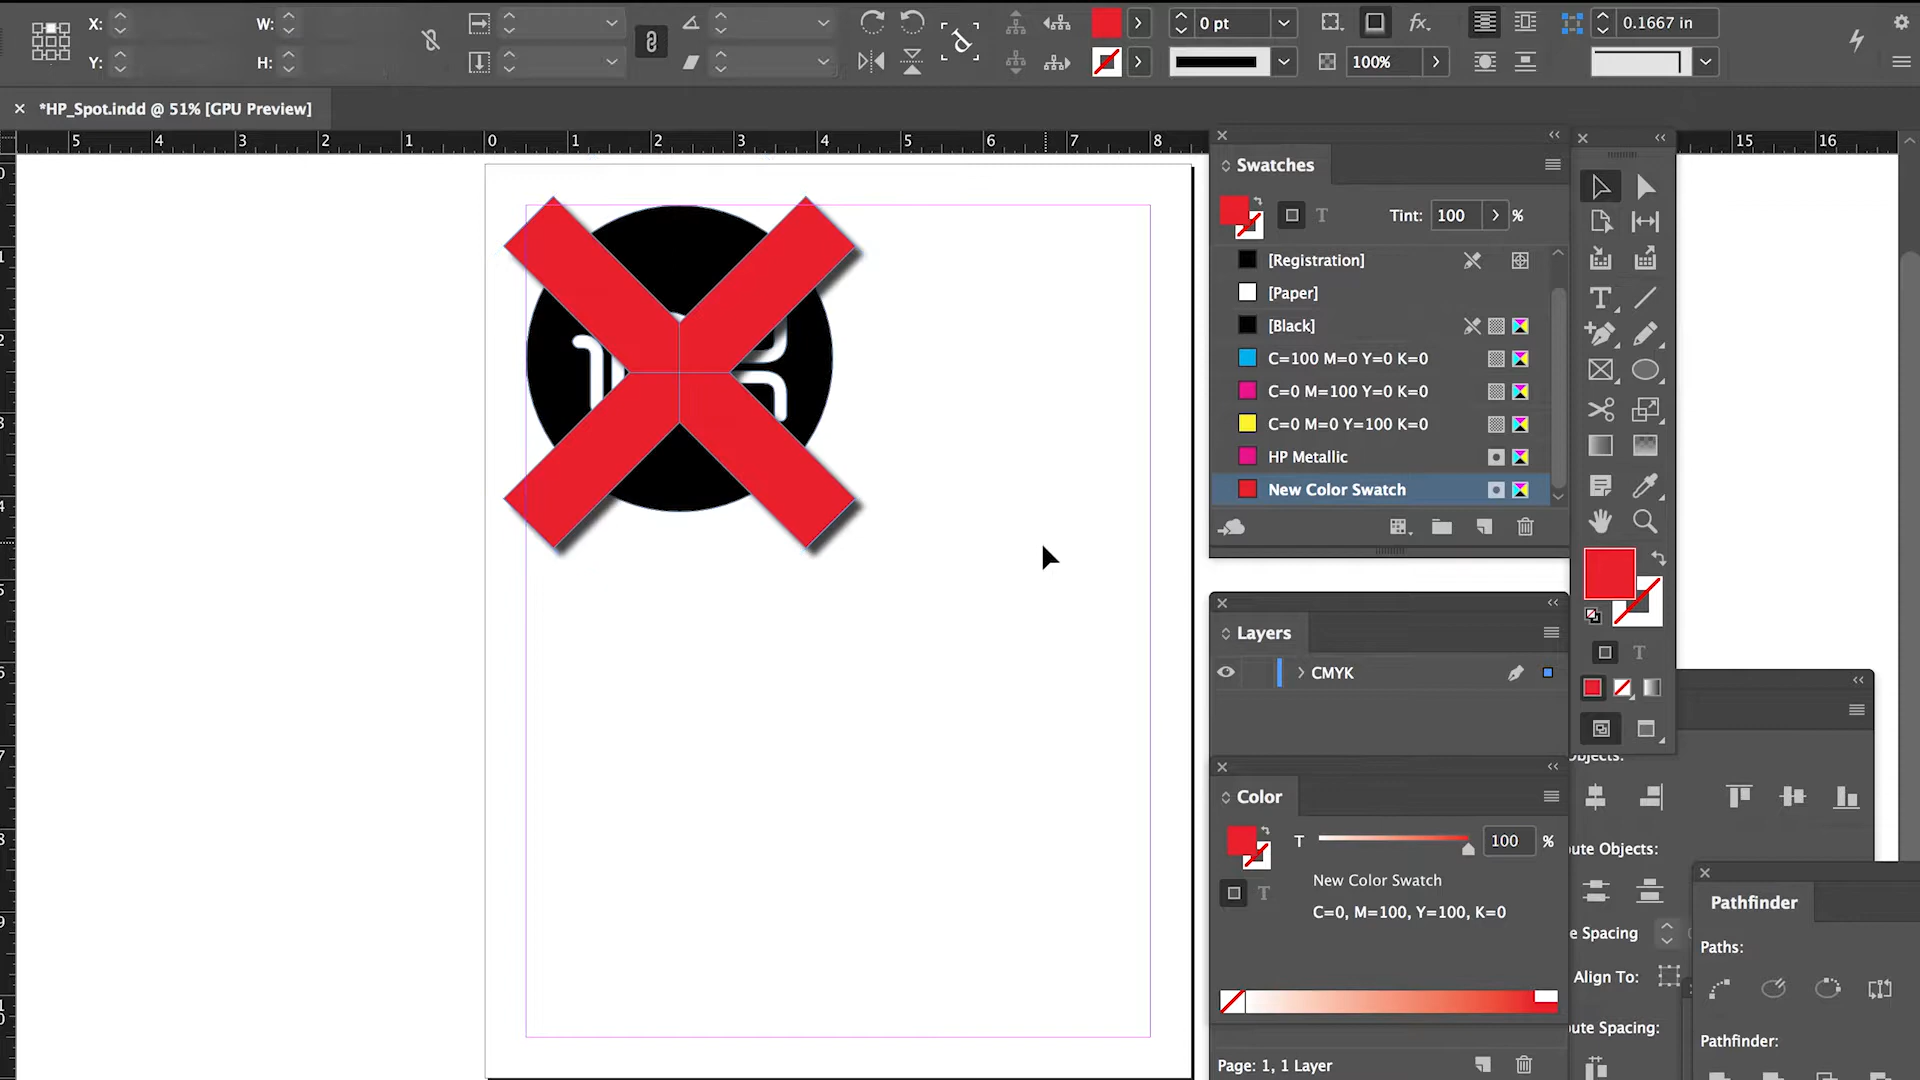 X:
W:
0 pt
0.1667 in
Y:
H:
100%
*HP_Spot.indd @ 51% [GPU Preview]
5 4 3 2 1 0 1 2 3 4 5 6 7 8 15 16
Swatches
Tint: 100 %
[Registration]
[Paper]
[Black]
C=100 M=0 Y=0 K=0
C=0 M=100 Y=0 K=0
C=0 M=0 Y=100 K=0
HP Metallic
New Color Swatch
Layers
CMYK
Color
T 100 %
New Color Swatch
C=0, M=100, Y=100, K=0
Page: 1, 1 Layer
bjects:
ute Objects:
e Spacing
Align To:
ute Spacing:
Pathfinder
Paths:
Pathfinder: